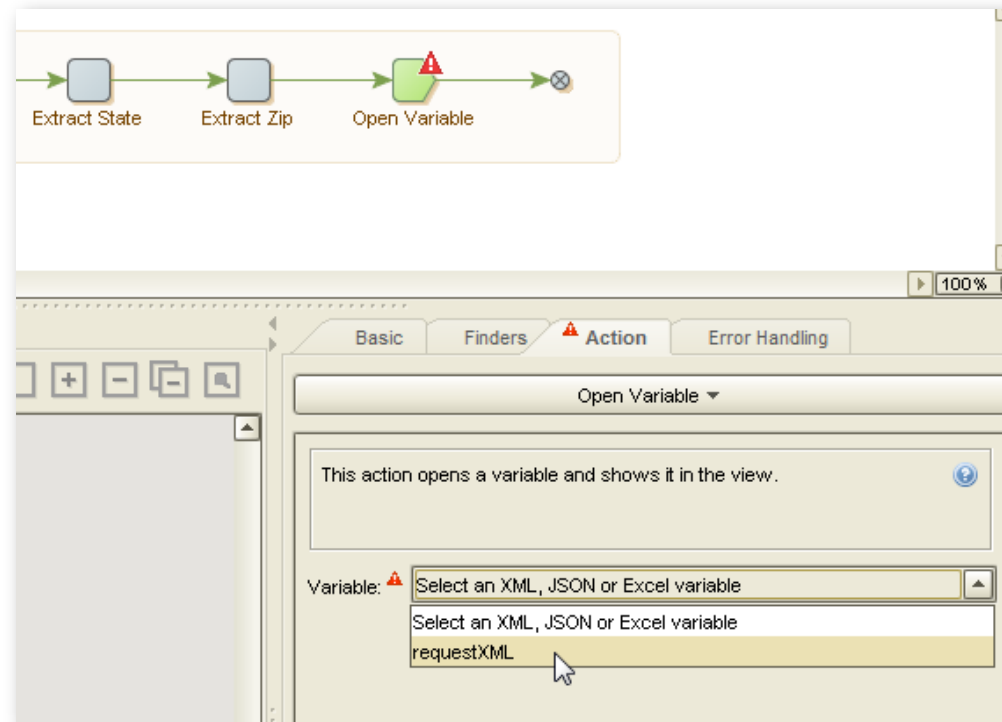 Extract State
Extract Zip
Open Variable
100%
Basic
Finders
Action
Error Handling
Open Variable
This action opens a variable and shows it in the view.
Variable:
Select an XML, JSON or Excel variable
Select an XML, JSON or Excel variable
requestXML